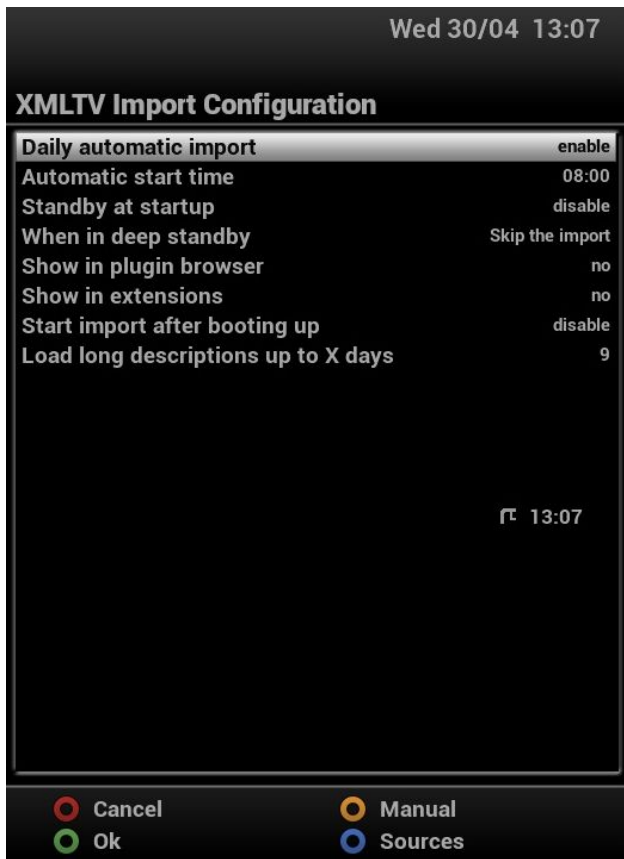 Wed 30/04 13:07
XMLTV Import Configuration
Daily automatic import enable
Automatic start time 08:00
Standby at startup disable
When in deep standby Skip the import
Show in plugin browser no
Show in extensions no
Start import after booting up disable
Load long descriptions up to X days 9
13:07
Cancel Manual
Ok Sources